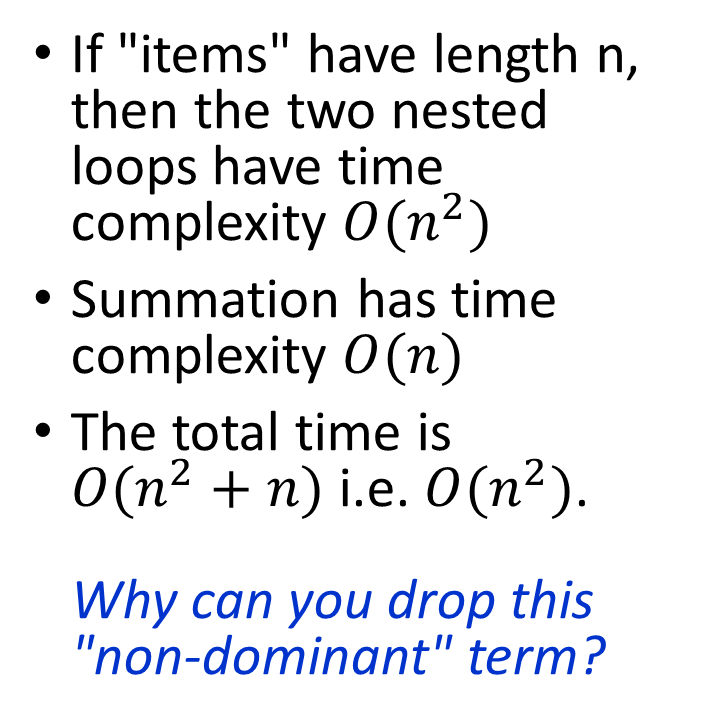 • If "items" have length n,
then the two nested
loops have time
complexity O(n²)
• Summation has time
complexity O(n)
• The total time is
O(n² + n) i.e. O(n²).
Why can you drop this
"non-dominant" term?